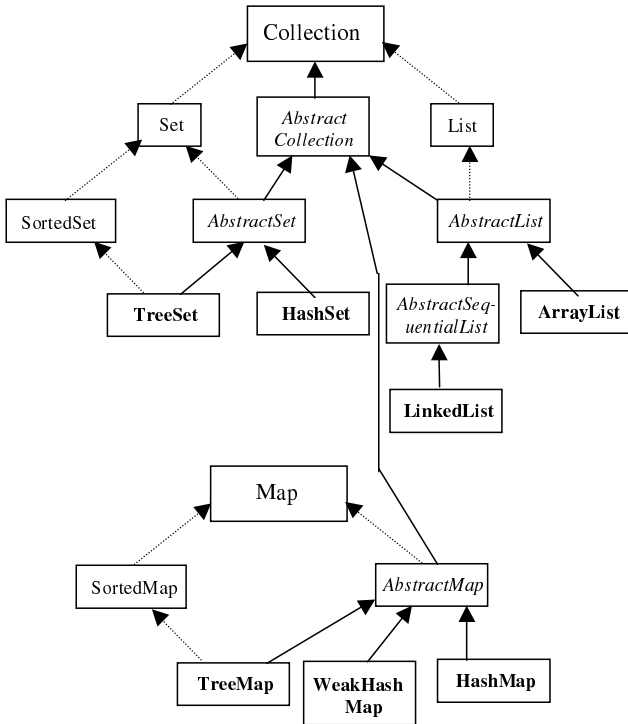 Collection
Set
Abstract
Collection
List
SortedSet
AbstractSet
AbstractList
TreeSet
HashSet
AbstractSeq-
uentialList
ArrayList
LinkedList
Map
SortedMap
AbstractMap
TreeMap
WeakHash
Map
HashMap